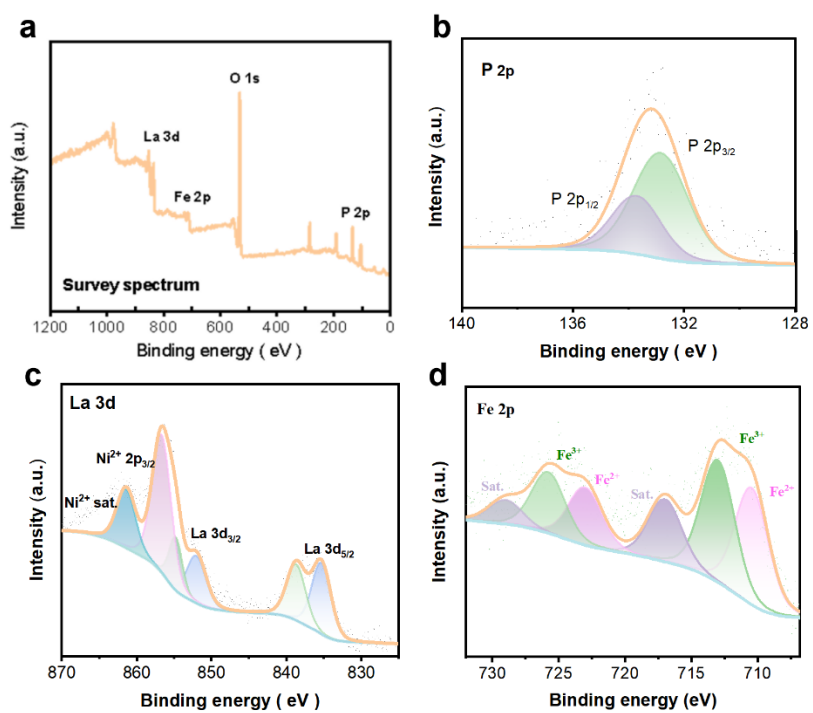 a
Intensity (a.u.)
O 1s
La 3d
Fe 2p
P 2p
Survey spectrum
1200 1000 800 600 400 200 0
Binding energy ( eV )
b
P 2p
Intensity (a.u.)
P 2p3/2
P 2p1/2
140 136 132 128
Binding energy ( eV )
c
La 3d
Intensity (a.u.)
Ni2+ 2p3/2
Ni2+ sat.
La 3d3/2
La 3d5/2
870 860 850 840 830
Binding energy ( eV )
d
Fe 2p
Intensity (a.u.)
Fe3+
Fe3+
Fe2+
Sat.
Sat.
Fe2+
730 725 720 715 710
Binding energy (eV)